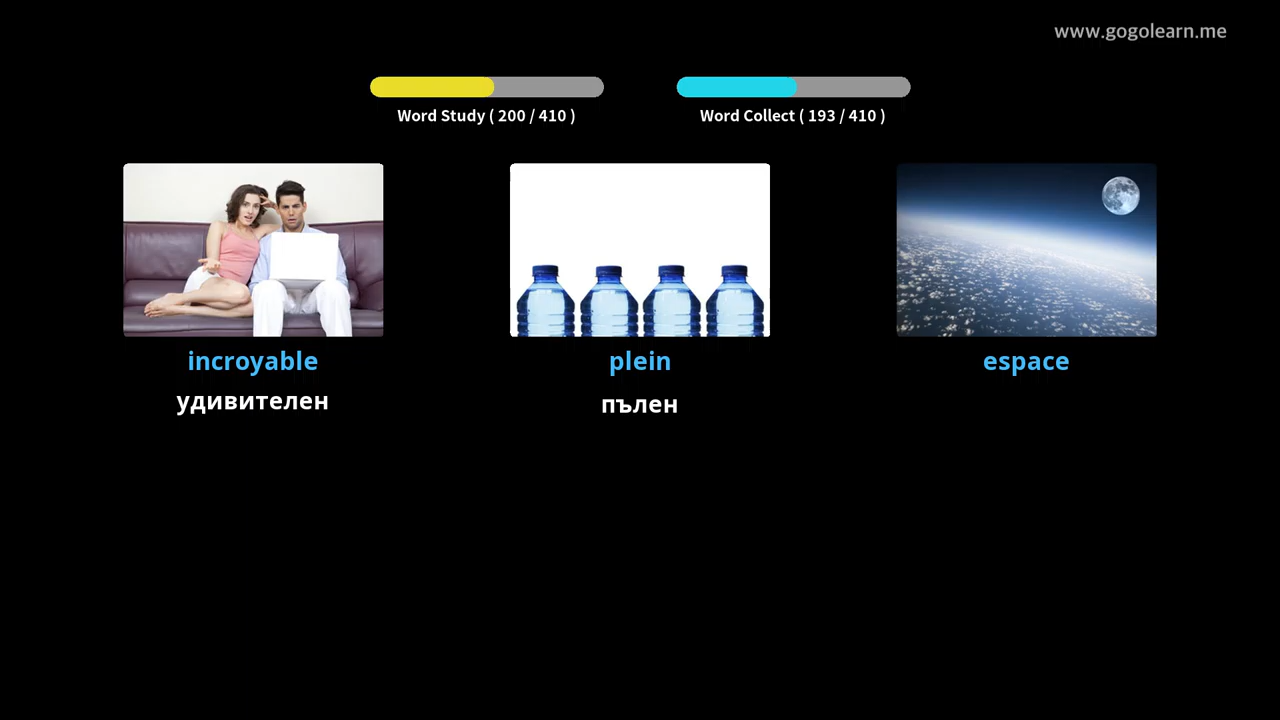 www.gogolearn.me
Word Study ( 200 / 410 )
Word Collect ( 193 / 410 )
incroyable
plein
espace
удивителен
пълен